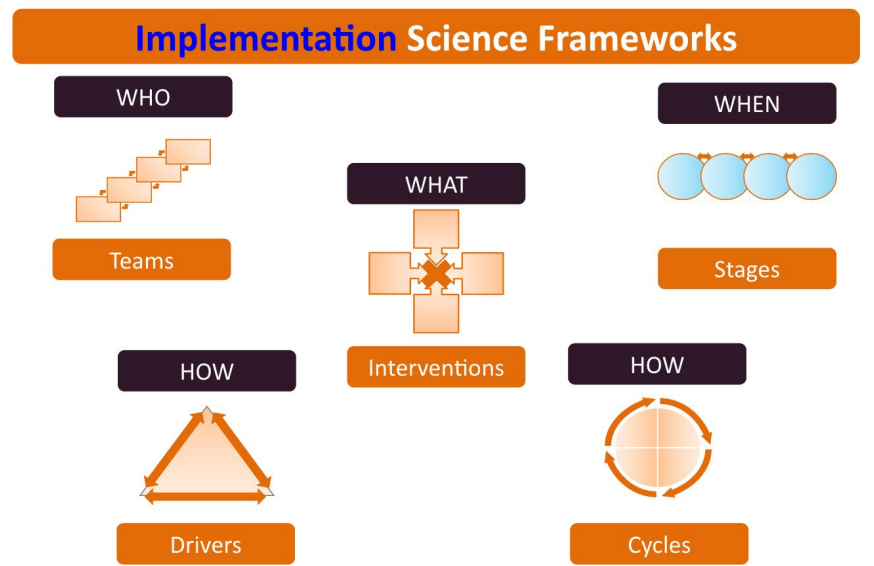 Implementation Science Frameworks
WHO
Teams
WHAT
Interventions
WHEN
Stages
HOW
Drivers
HOW
Cycles